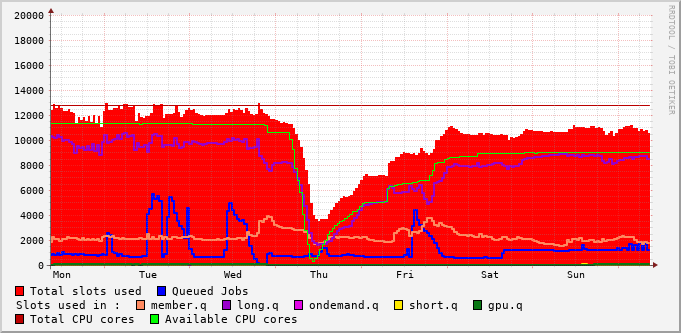 20000
18000
16000
14000
12000
10000
8000
6000
4000
2000
0
Mon Tue Wed Thu Fri Sat Sun
Total slots used Queued Jobs
Slots used in : member.q long.q ondemand.q short.q gpu.q
Total CPU cores Available CPU cores
RRDTOOL / TOBI OETIKER